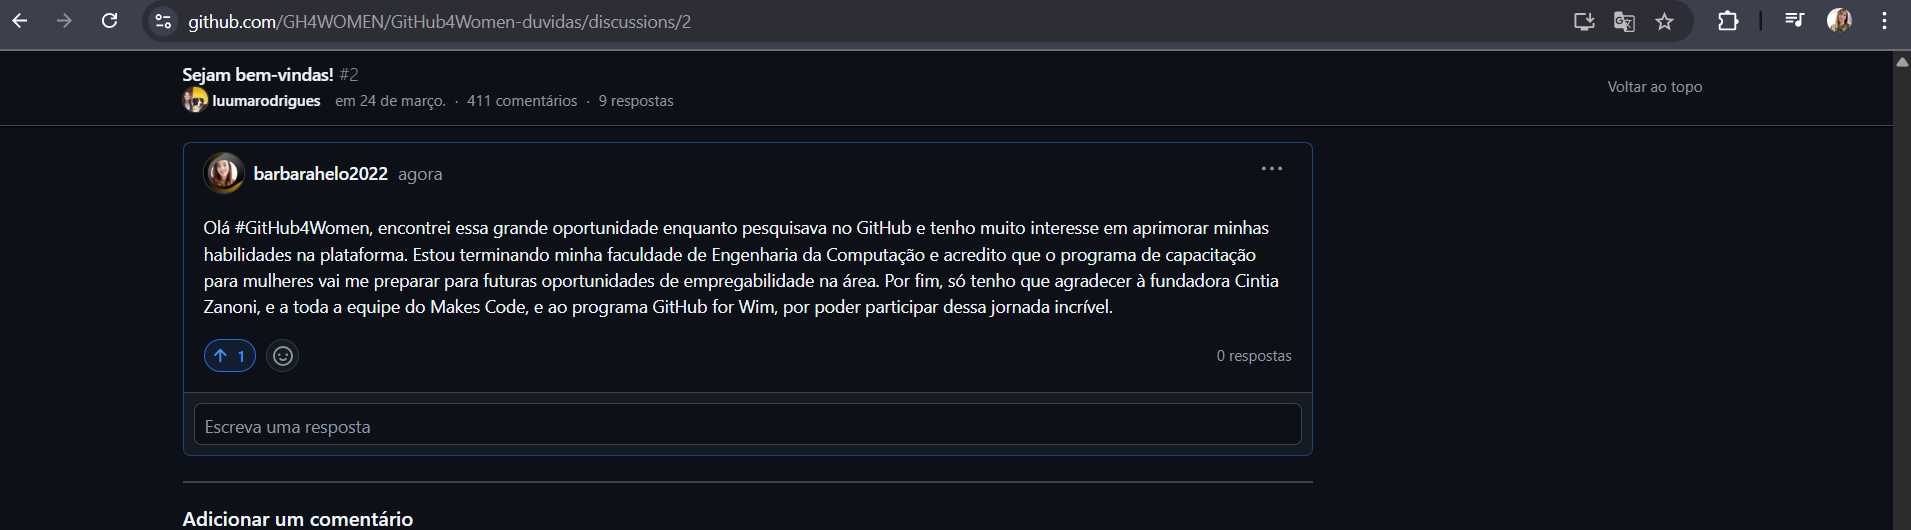 github.com/GH4WOMEN/GitHub4Women-duvidas/discussions/2
Sejam bem-vindas! #2
luumarodrigues em 24 de março. · 411 comentários · 9 respostas
Voltar ao topo
barbarahelo2022 agora
Olá #GitHub4Women, encontrei essa grande oportunidade enquanto pesquisava no GitHub e tenho muito interesse em aprimorar minhas
habilidades na plataforma. Estou terminando minha faculdade de Engenharia da Computação e acredito que o programa de capacitação
para mulheres vai me preparar para futuras oportunidades de empregabilidade na área. Por fim, só tenho que agradecer à fundadora Cintia
Zanoni, e a toda a equipe do Makes Code, e ao programa GitHub for Wim, por poder participar dessa jornada incrível.
1
0 respostas
Escreva uma resposta
Adicionar um comentário